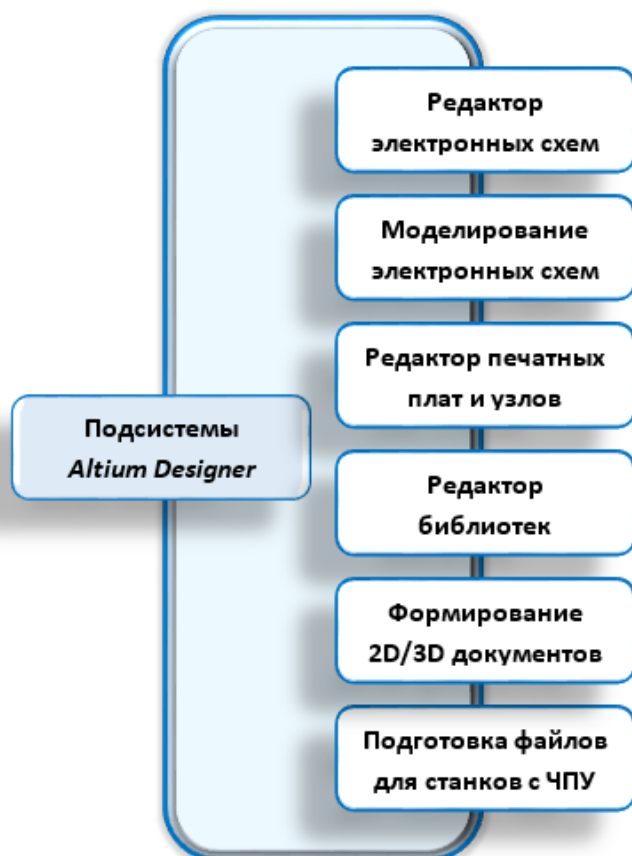 Редактор
электронных схем
Моделирование
электронных схем
Редактор печатных
плат и узлов
Подсистемы
Altium Designer
Редактор
библиотек
Формирование
2D/3D документов
Подготовка файлов
для станков с ЧПУ